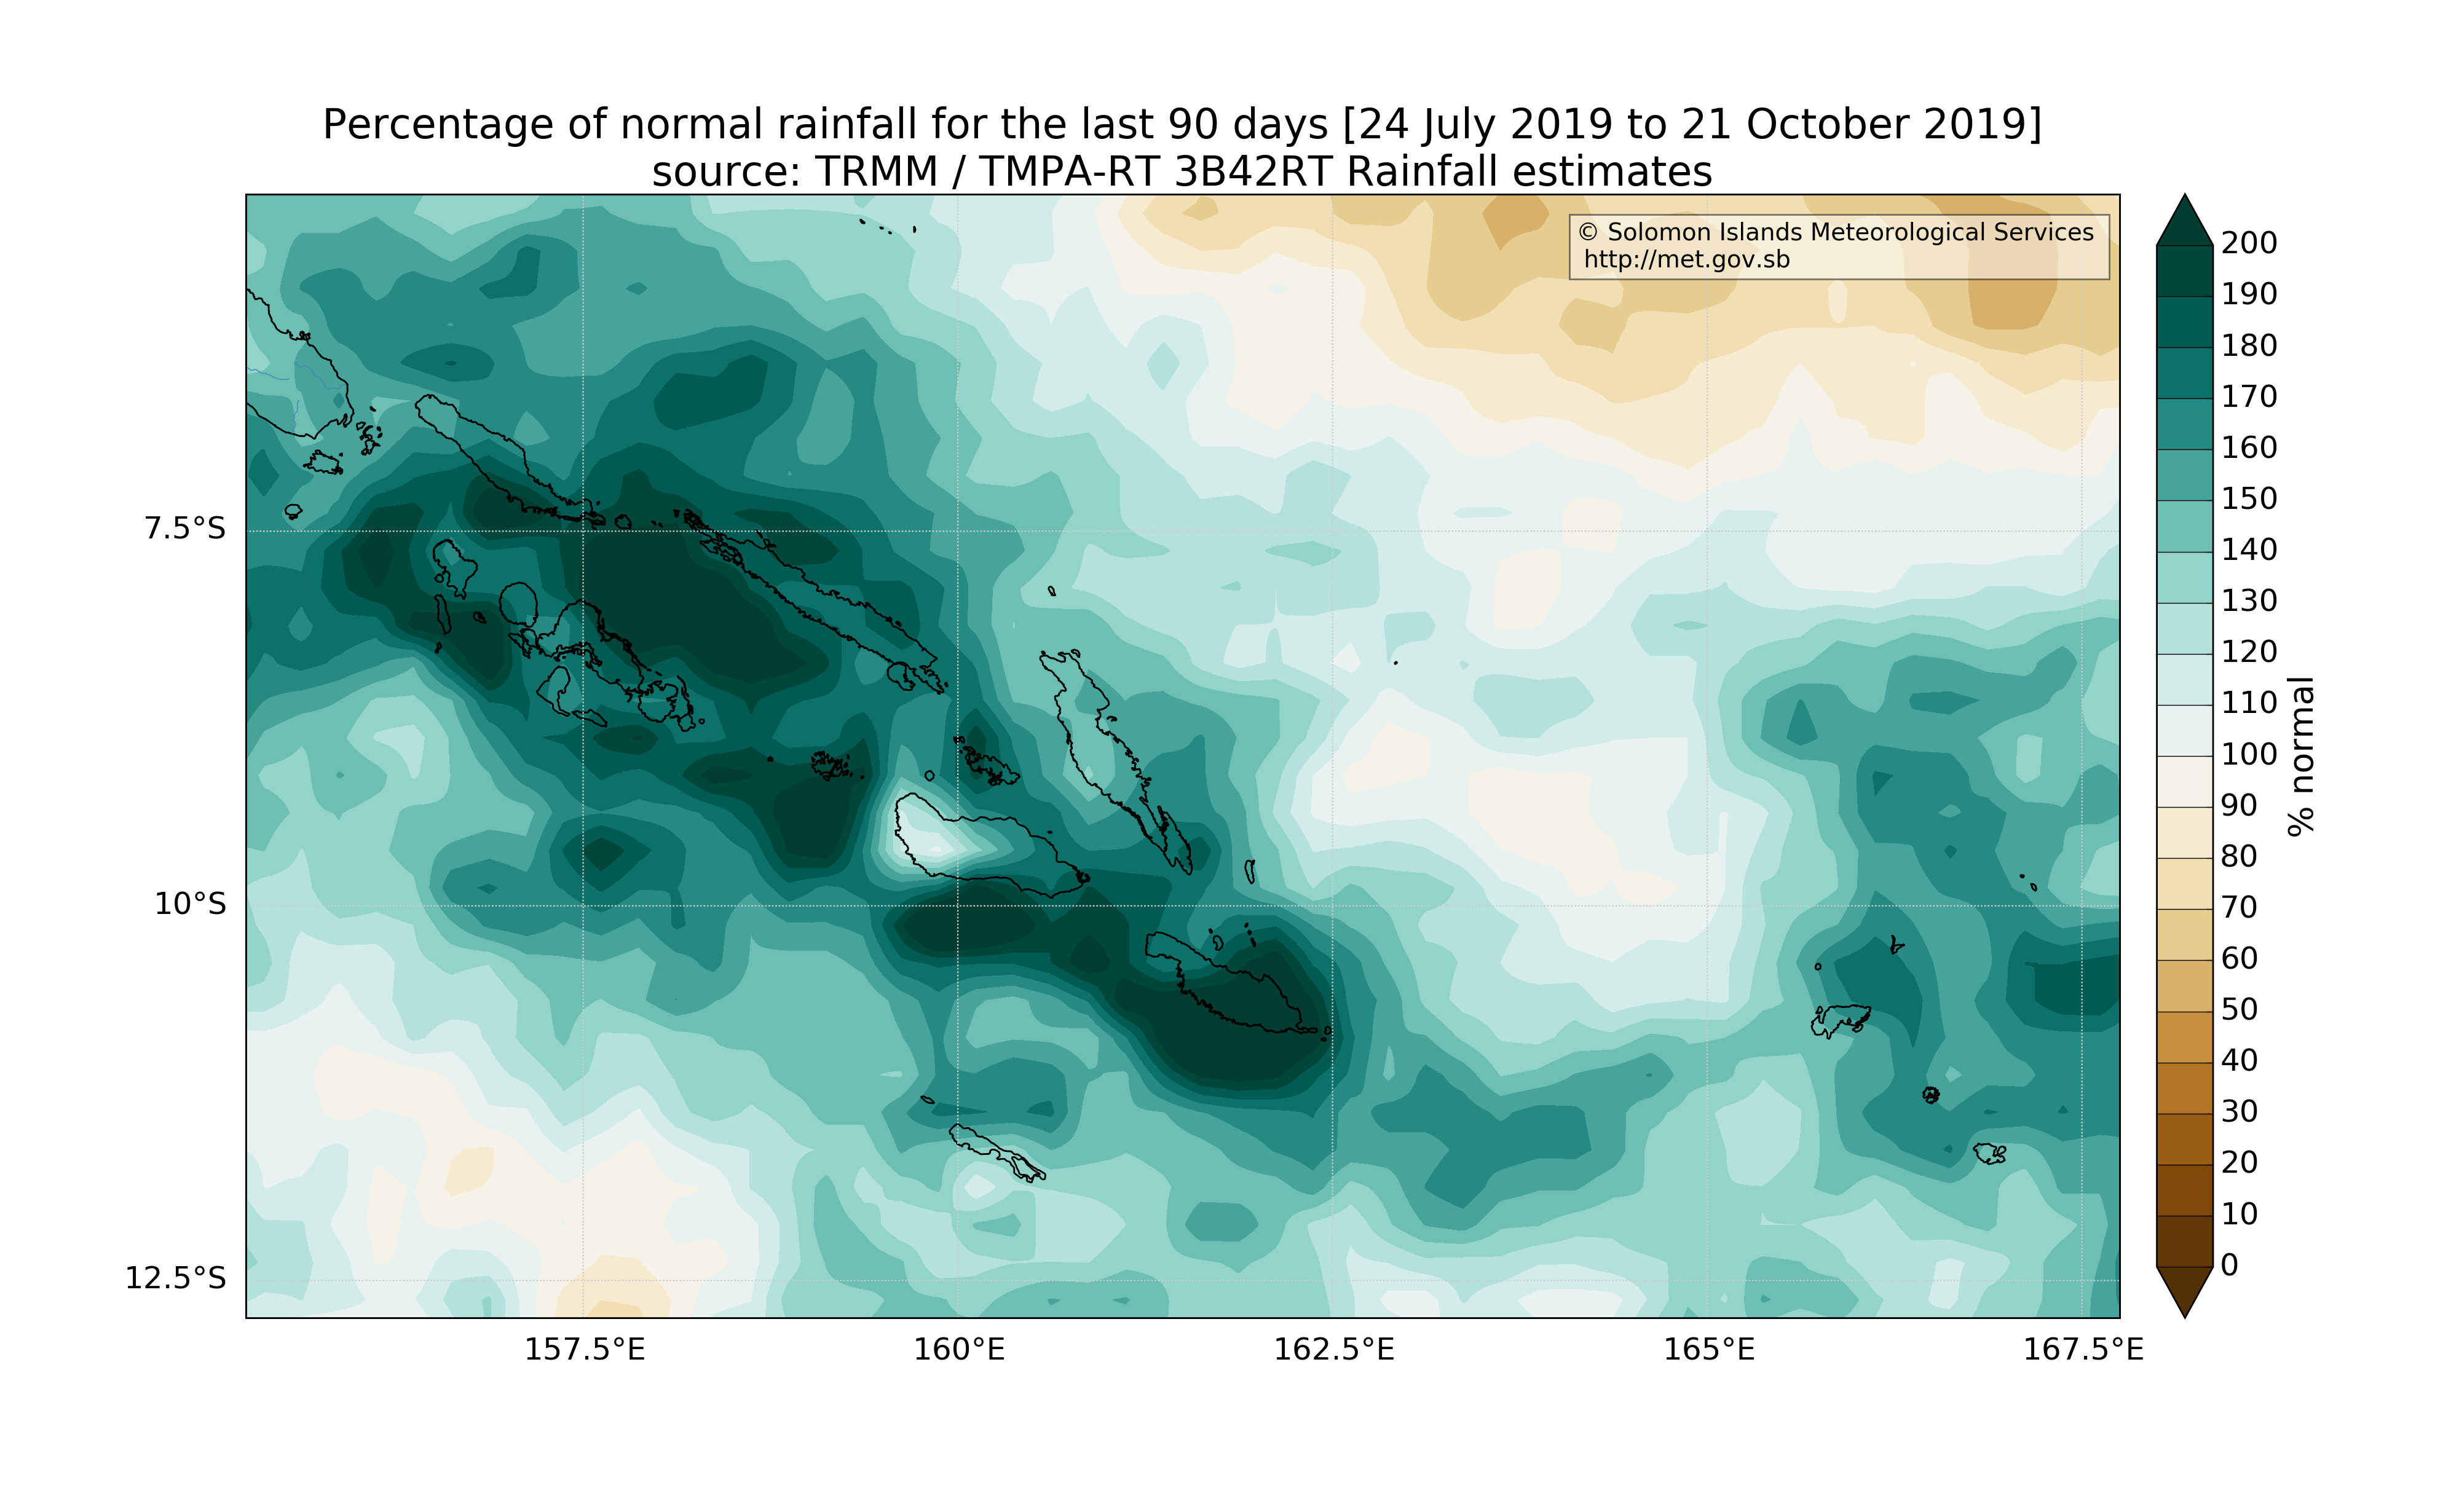 Percentage of normal rainfall for the last 90 days [24 July 2019 to 21 October 2019]
source: TRMM / TMPA-RT 3B42RT Rainfall estimates
© Solomon Islands Meteorological Services
http://met.gov.sb
7.5°S
10°S
12.5°S
157.5°E
160°E
162.5°E
165°E
167.5°E
200
190
180
170
160
150
140
130
120
110
100
90
80
70
60
50
40
30
20
10
0
% normal